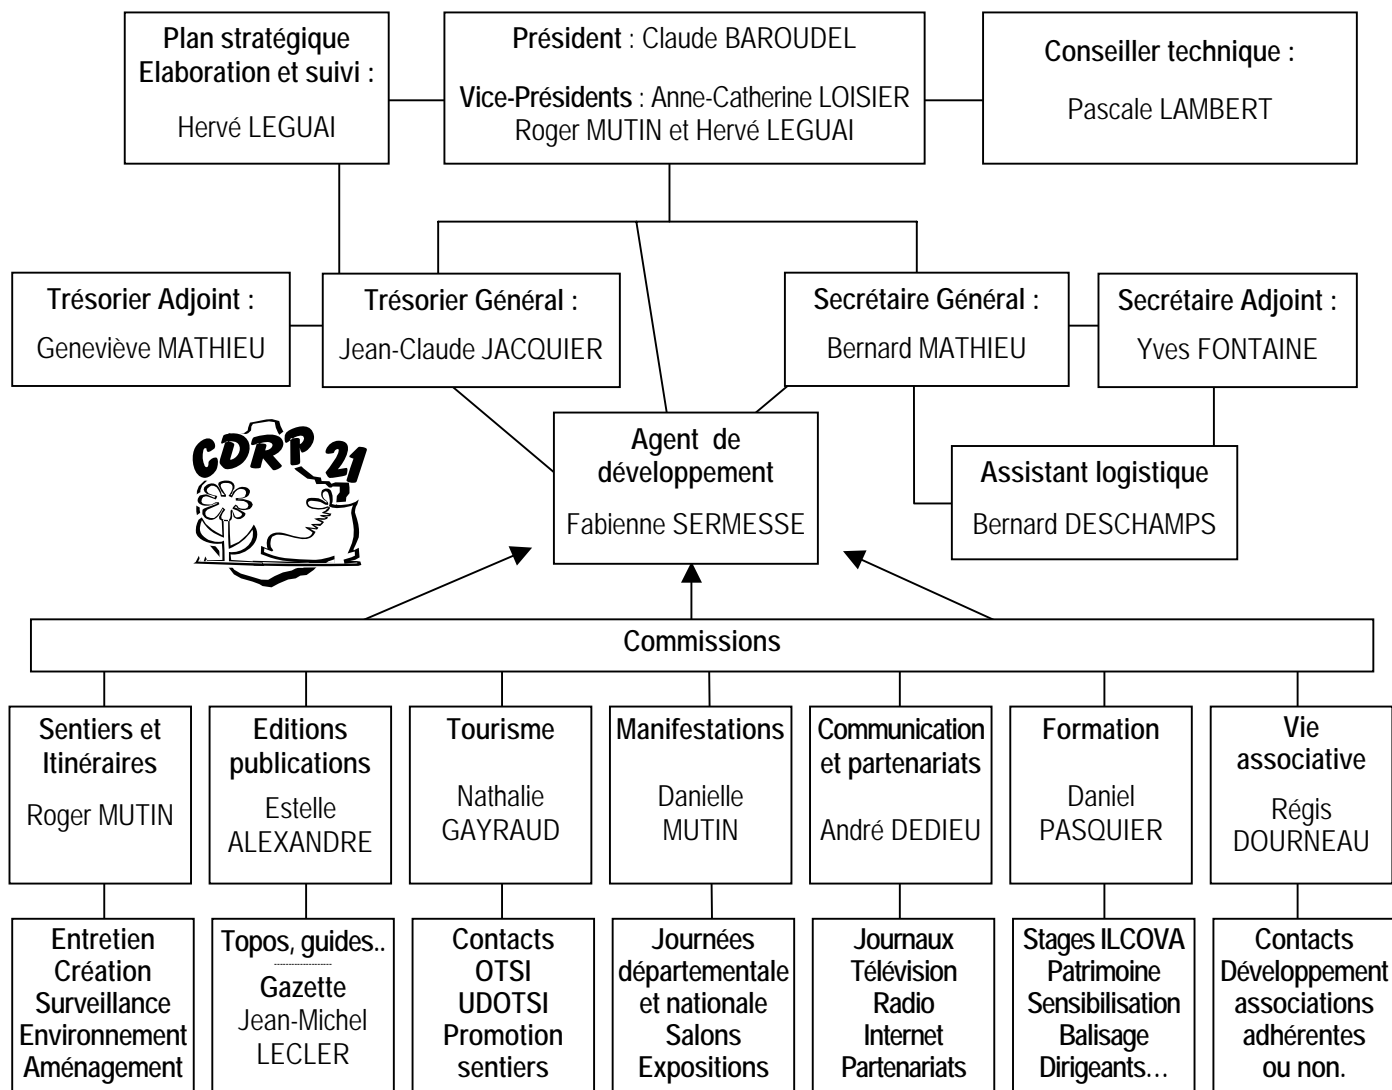 Plan stratégique
Elaboration et suivi :
Hervé LEGUAI
Président : Claude BAROUDEL
Vice-Présidents : Anne-Catherine LOISIER
Roger MUTIN et Hervé LEGUAI
Conseiller technique :
Pascale LAMBERT
Trésorier Adjoint :
Geneviève MATHIEU
Trésorier Général :
Jean-Claude JACQUIER
Secrétaire Général :
Bernard MATHIEU
Secrétaire Adjoint :
Yves FONTAINE
CDRP 21
Agent de
développement
Fabienne SERMESSE
Assistant logistique
Bernard DESCHAMPS
Commissions
Sentiers et
Itinéraires
Roger MUTIN
Editions
publications
Estelle
ALEXANDRE
Tourisme
Nathalie
GAYRAUD
Manifestations
Danielle
MUTIN
Communication
et partenariats
André DEDIEU
Formation
Daniel
PASQUIER
Vie
associative
Régis
DOURNEAU
Entretien
Création
Surveillance
Environnement
Aménagement
Topos, guides..
Gazette
Jean-Michel
LECLER
Contacts
OTSI
UDOTSI
Promotion
sentiers
Journées
départementale
et nationale
Salons
Expositions
Journaux
Télévision
Radio
Internet
Partenariats
Stages ILCOVA
Patrimoine
Sensibilisation
Balisage
Dirigeants…
Contacts
Développement
associations
adhérentes
ou non.